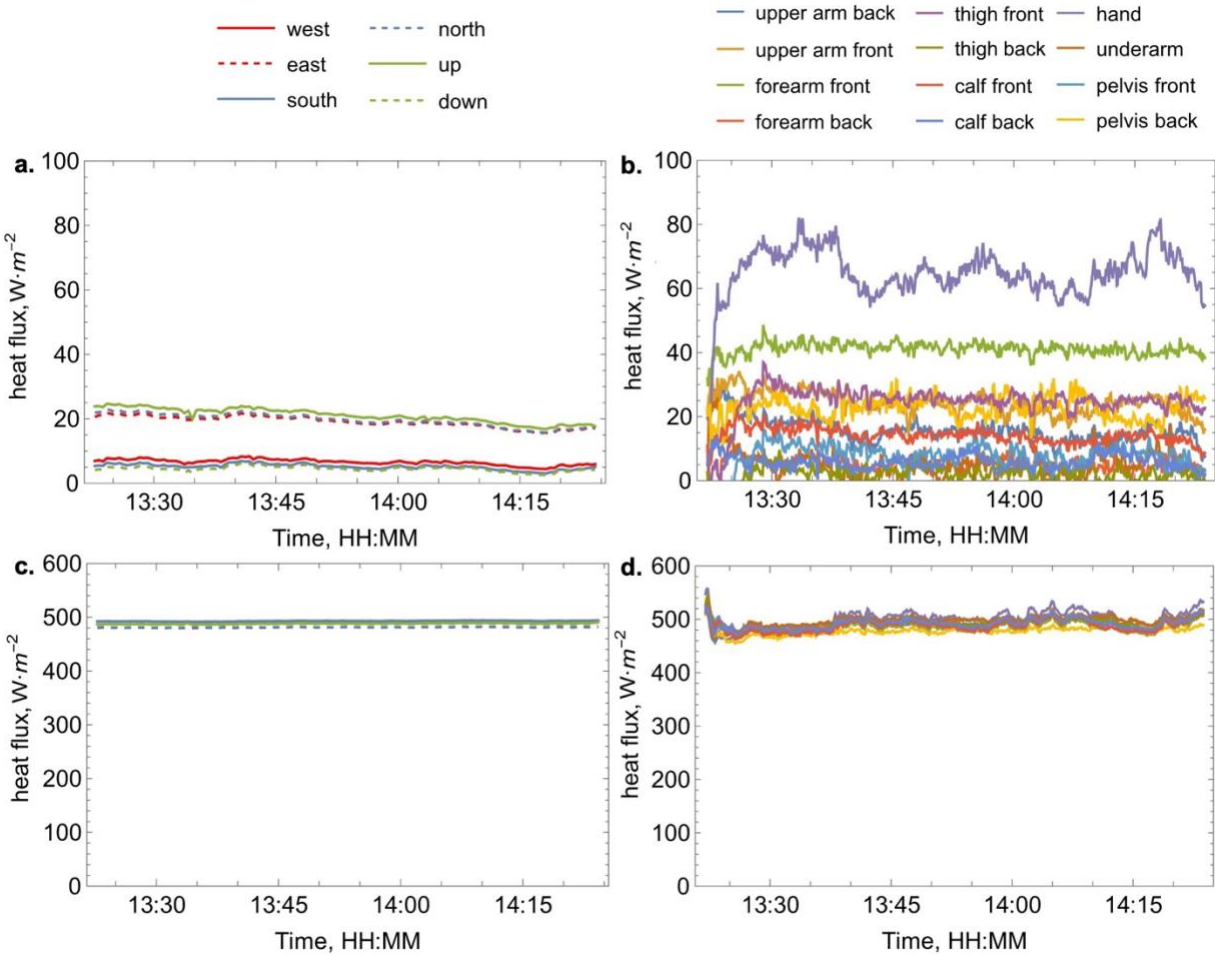 west north
east up
south down
upper arm back thigh front hand
upper arm front thigh back underarm
forearm front calf front pelvis front
forearm back calf back pelvis back
a.
100
80
60
40
20
0
heat flux, W·m⁻²
13:30 13:45 14:00 14:15
Time, HH:MM
b.
100
80
60
40
20
0
heat flux, W·m⁻²
13:30 13:45 14:00 14:15
Time, HH:MM
c.
600
500
400
300
200
100
0
heat flux, W·m⁻²
13:30 13:45 14:00 14:15
Time, HH:MM
d.
600
500
400
300
200
100
0
heat flux, W·m⁻²
13:30 13:45 14:00 14:15
Time, HH:MM